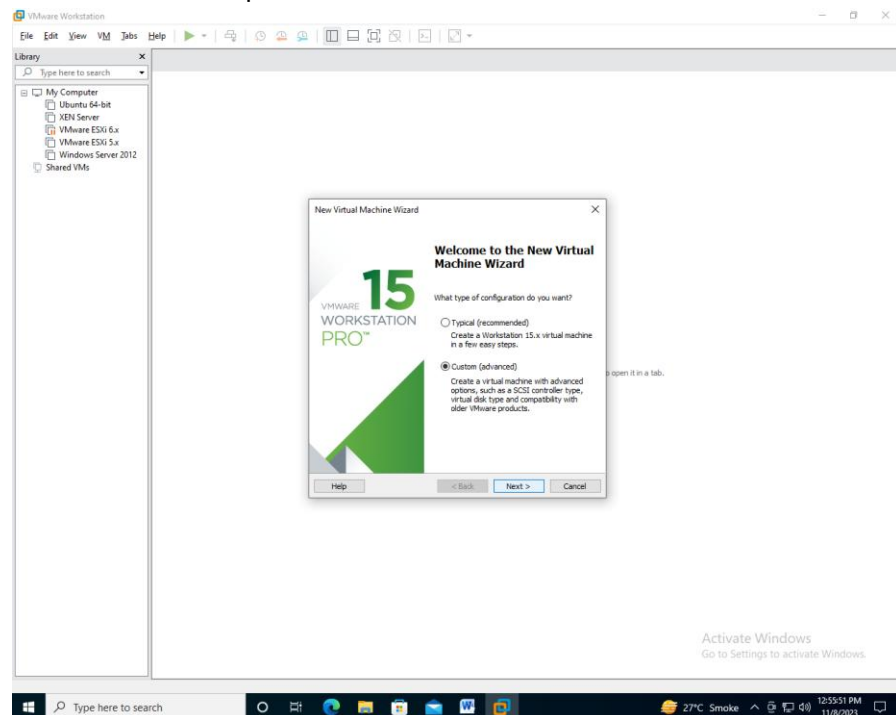 VMware Workstation
File Edit View VM Tabs Help
Library
Type here to search
My Computer
Ubuntu 64-bit
XEN Server
VMware ESXi 6.x
VMware ESXi 5.x
Windows Server 2012
Shared VMs
New Virtual Machine Wizard
VMWARE 15
WORKSTATION
PRO™
Welcome to the New Virtual
Machine Wizard
What type of configuration do you want?
Typical (recommended)
Create a Workstation 15.x virtual machine
in a few easy steps.
Custom (advanced)
Create a virtual machine with advanced
options, such as a SCSI controller type,
virtual disk type and compatibility with
older VMware products.
Help < Back Next > Cancel
open it in a tab.
Activate Windows
Go to Settings to activate Windows.
Type here to search
27°C Smoke
12:55:51 PM
11/8/2023